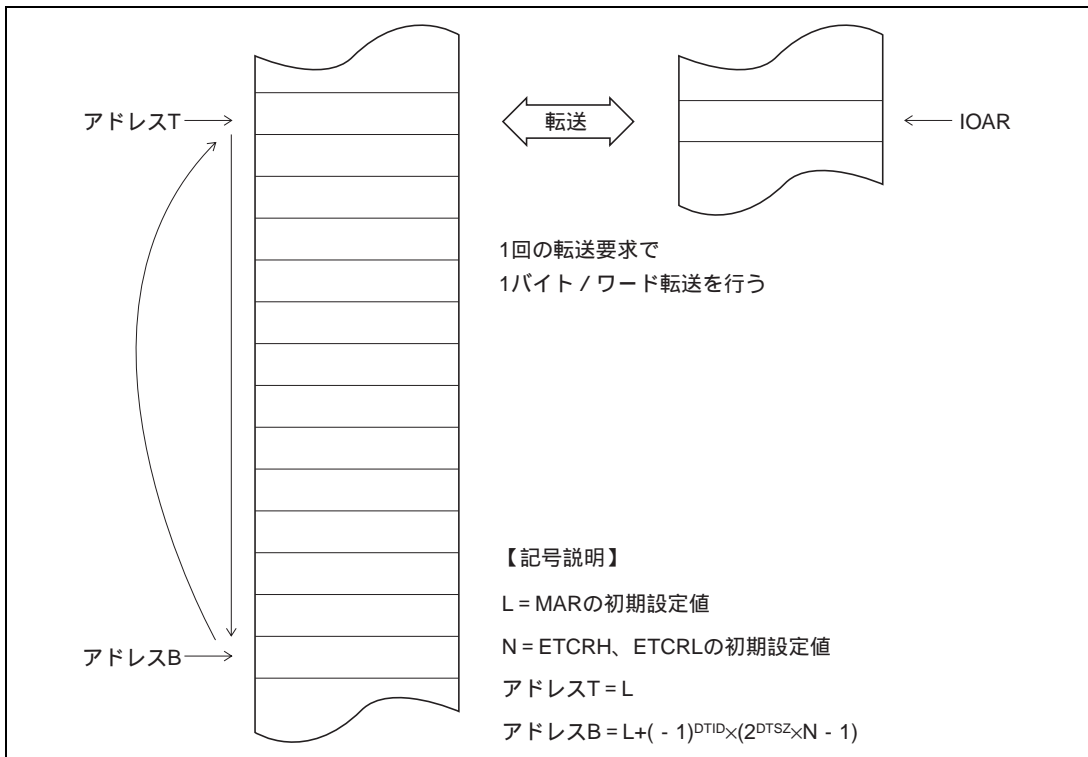 アドレスT
転送
IOAR
1回の転送要求で
1バイト / ワード転送を行う
【記号説明】
L = MARの初期設定値
N = ETCRH、ETCRLの初期設定値
アドレスB
アドレスT = L
アドレスB = L+( - 1)^DTID×(2^DTSZ×N - 1)